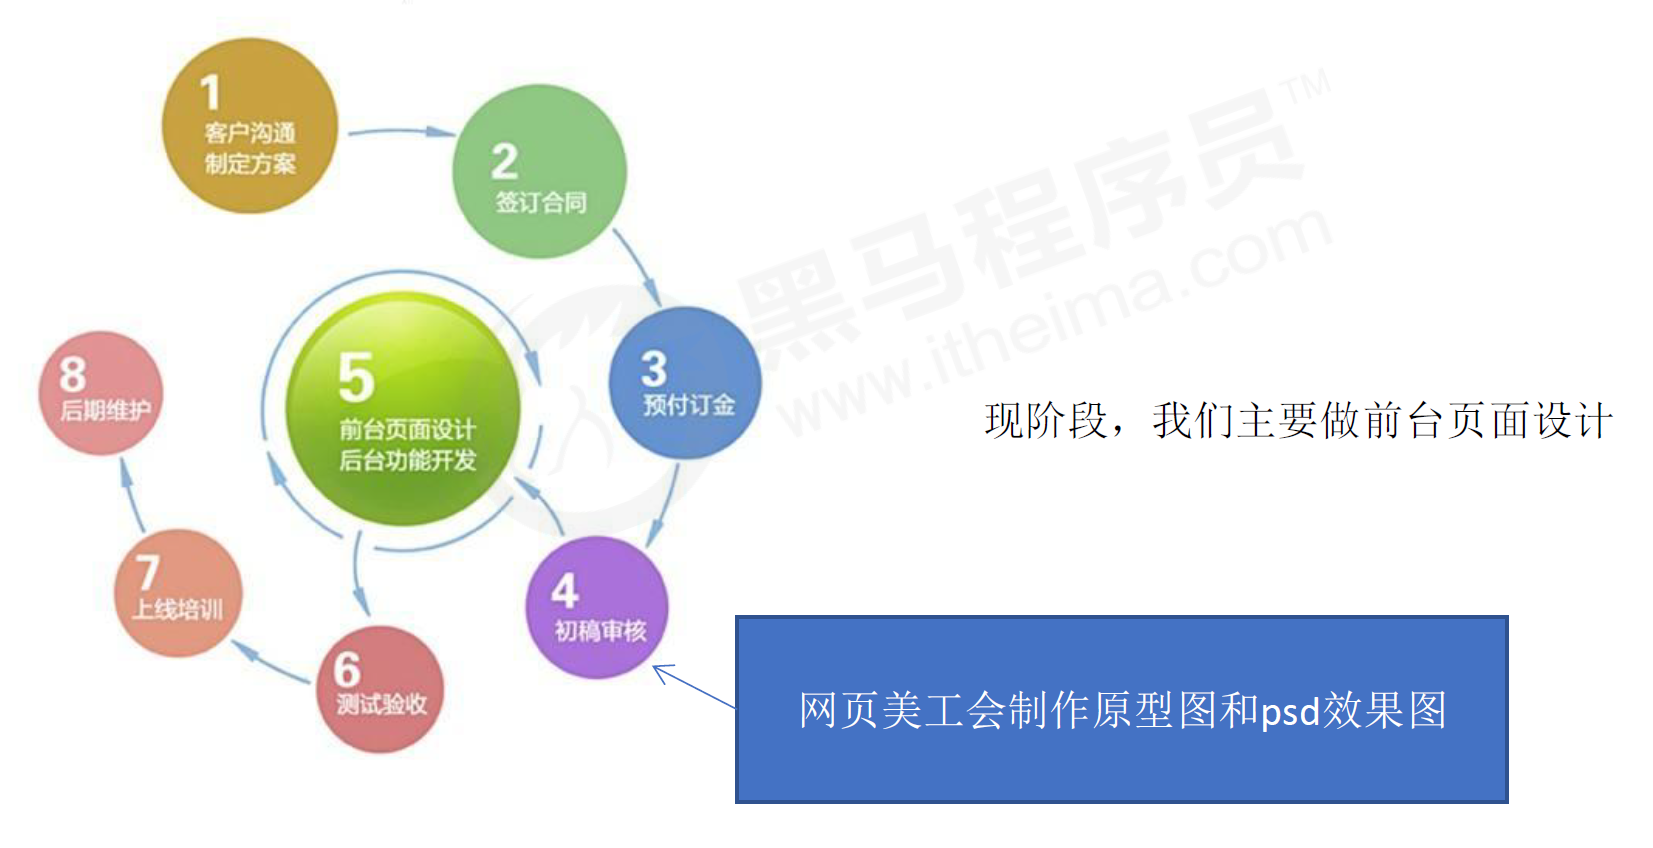 1
客户沟通
制定方案
2
签订合同
3
预付订金
4
初稿审核
5
前台页面设计
后台功能开发
6
测试验收
7
上线培训
8
后期维护
现阶段，我们主要做前台页面设计
网页美工会制作原型图和psd效果图
黑马程序员™
www.itheima.com